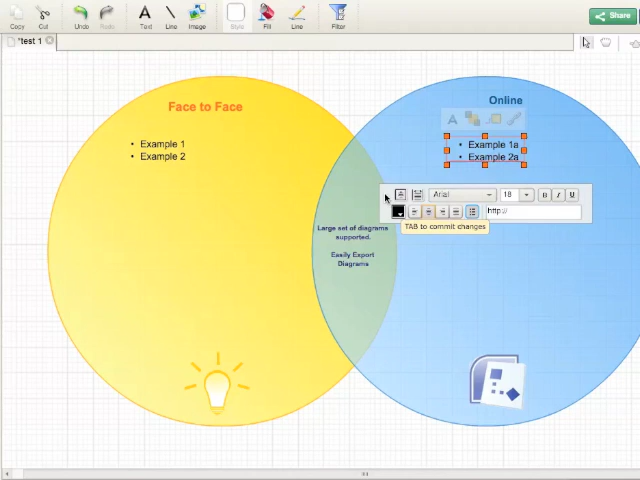 Copy Cut Undo Redo Text Line Image Style Fill Line Filter Share
*test 1
Face to Face
Online
• Example 1
• Example 2
• Example 1a
• Example 2a
Arial 18 B I U
http://
TAB to commit changes
Large set of diagrams
supported.
Easily Export
Diagrams